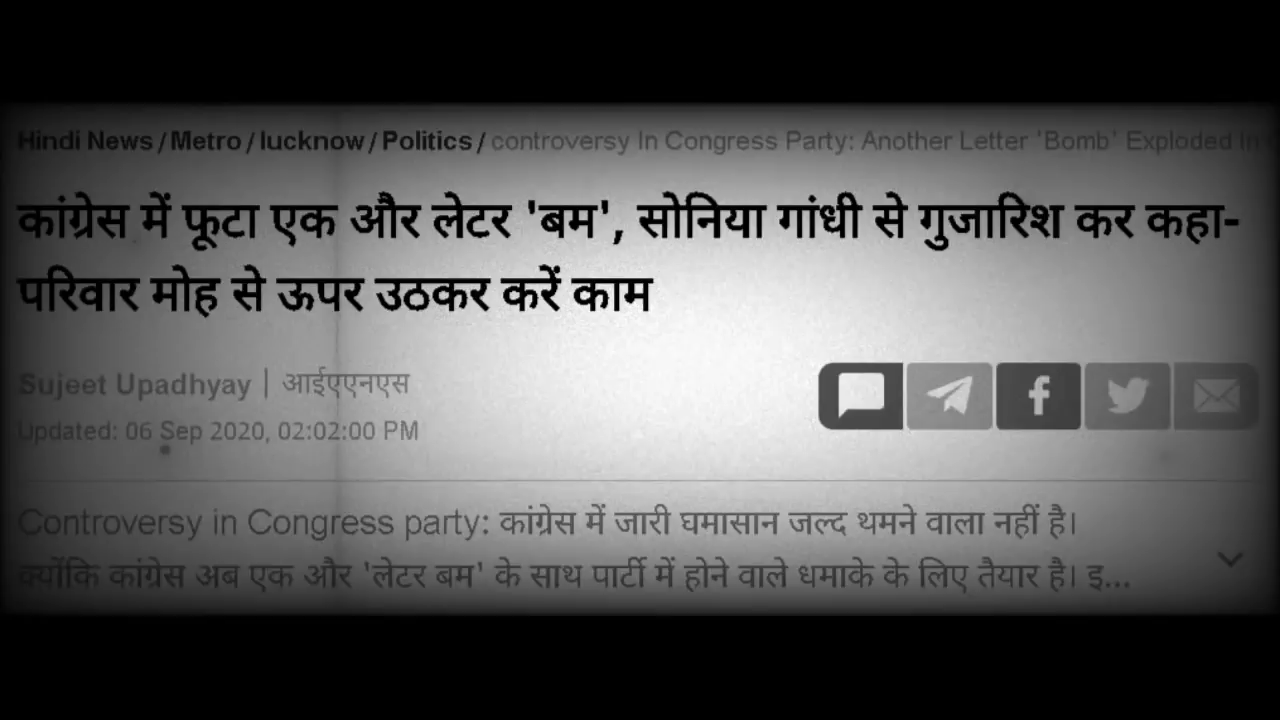 Hindi News / Metro / lucknow / Politics / controversy In Congress Party: Another Letter 'Bomb' Exploded In
कांग्रेस में फूटा एक और लेटर 'बम', सोनिया गांधी से गुजारिश कर कहा-
परिवार मोह से ऊपर उठकर करें काम
Sujeet Upadhyay | आईएएनएस
Updated: 06 Sep 2020, 02:02:00 PM
Controversy in Congress party: कांग्रेस में जारी घमासान जल्द थमने वाला नहीं है।
क्योंकि कांग्रेस अब एक और 'लेटर बम' के साथ पार्टी में होने वाले धमाके के लिए तैयार है। इ...